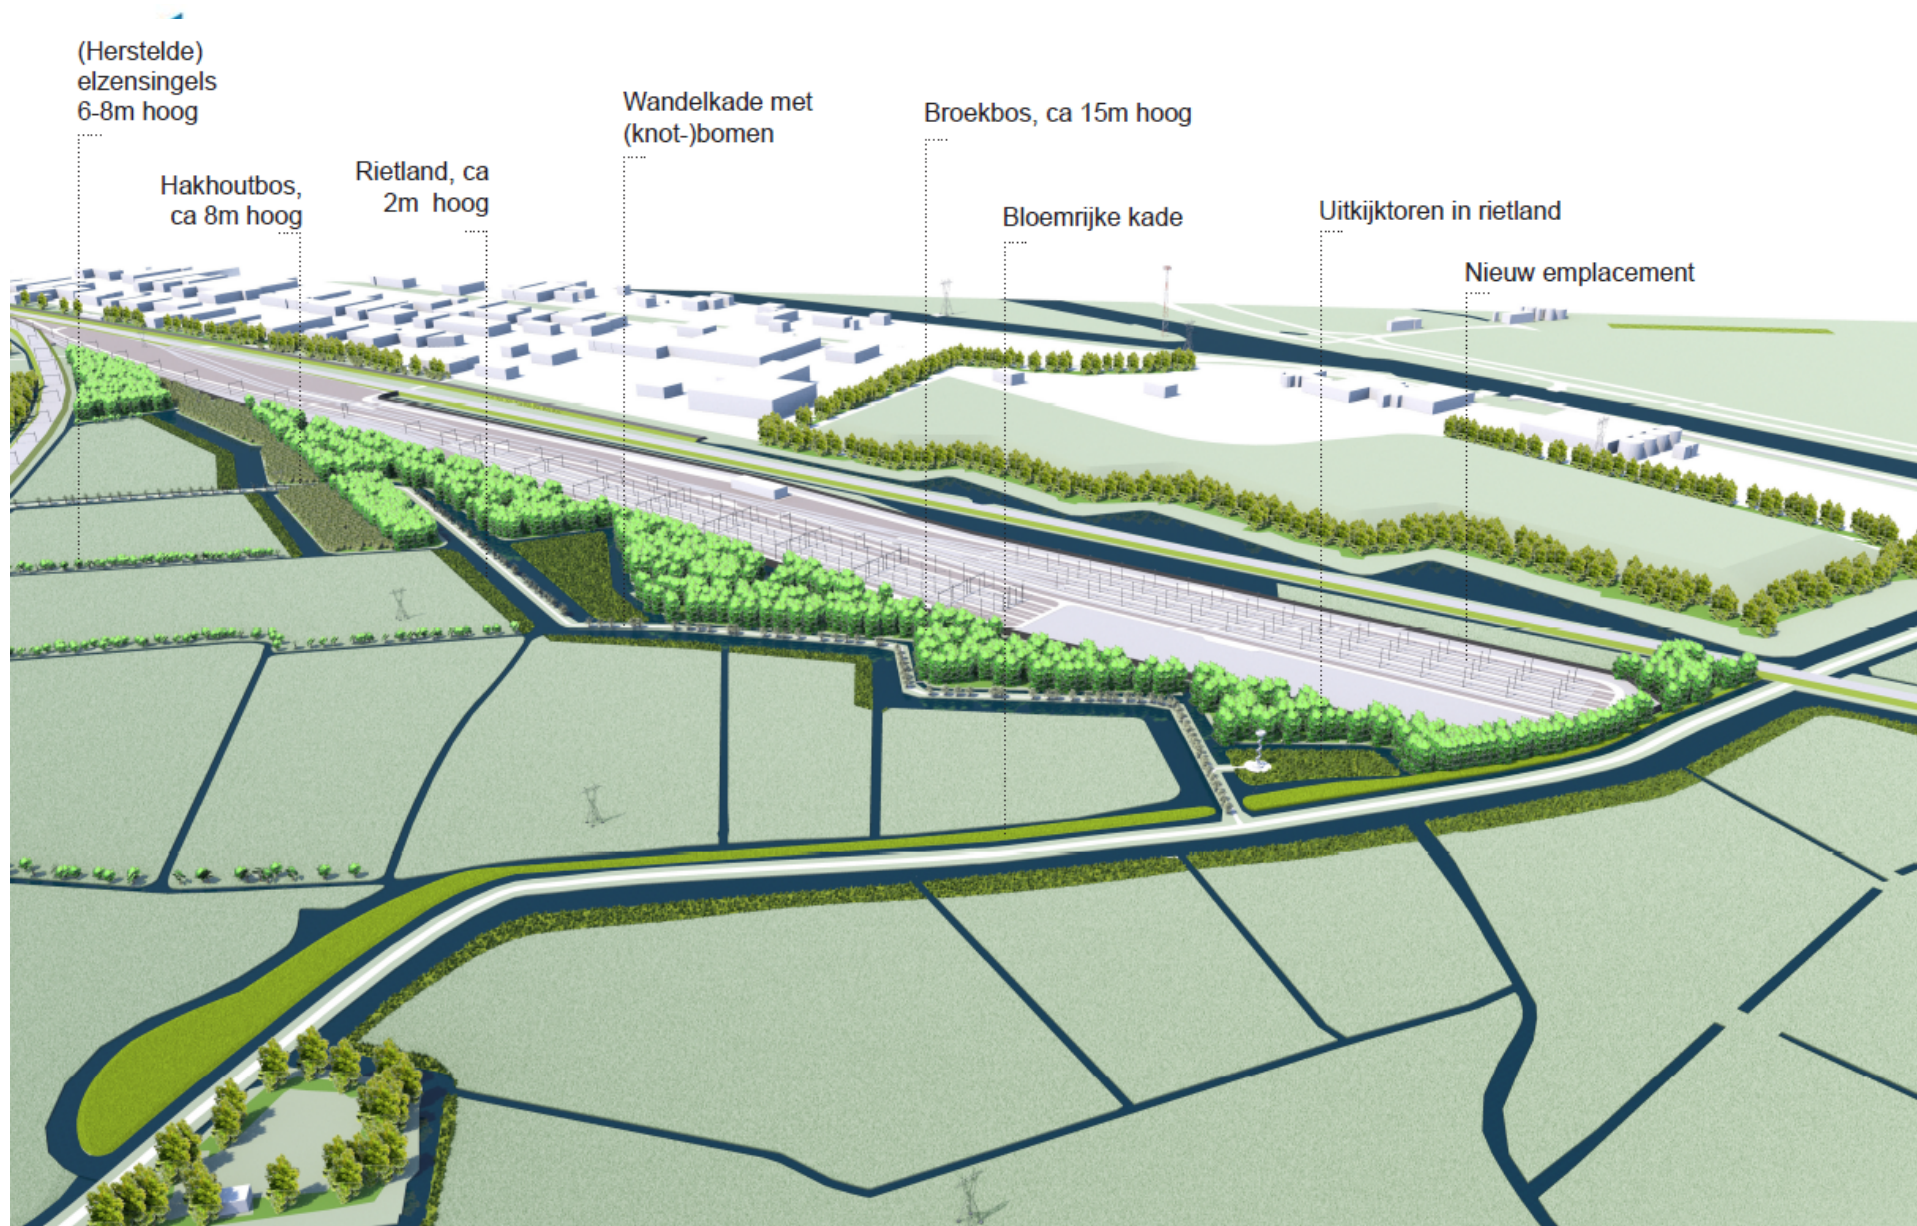 (Herstelde)
elzensingels
6-8m hoog
Hakhoutbos,
ca 8m hoog
Rietland, ca
2m hoog
Wandelkade met
(knot-)bomen
Broekbos, ca 15m hoog
Bloemrijke kade
Uitkijktoren in rietland
Nieuw emplacement